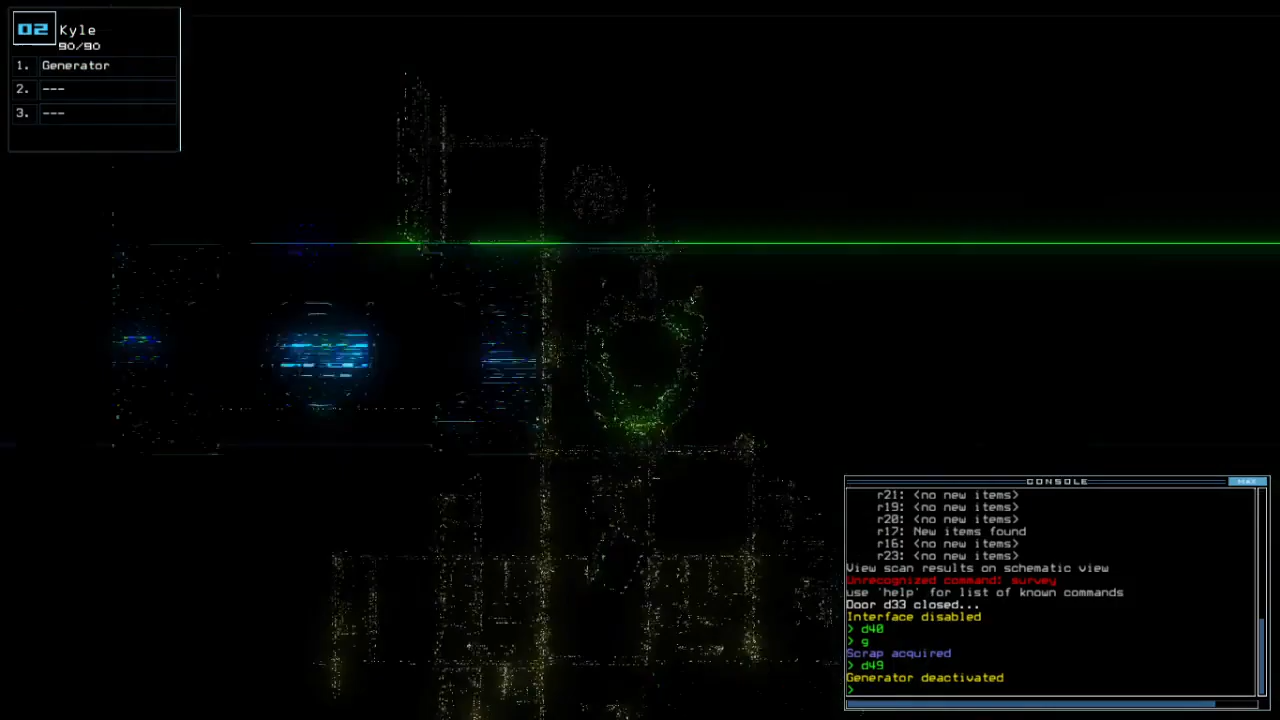 02 Kyle
90/90
1. Generator
2. ---
3. ---
CONSOLE
MAX
r21: <no new items>
r19: <no new items>
r20: <no new items>
r17: New items found
r16: <no new items>
r23: <no new items>
View scan results on schematic view
Unrecognized command: survey
use 'help' for list of known commands
Door d33 closed...
Interface disabled
> d40
> g
Scrap acquired
> d49
Generator deactivated
>